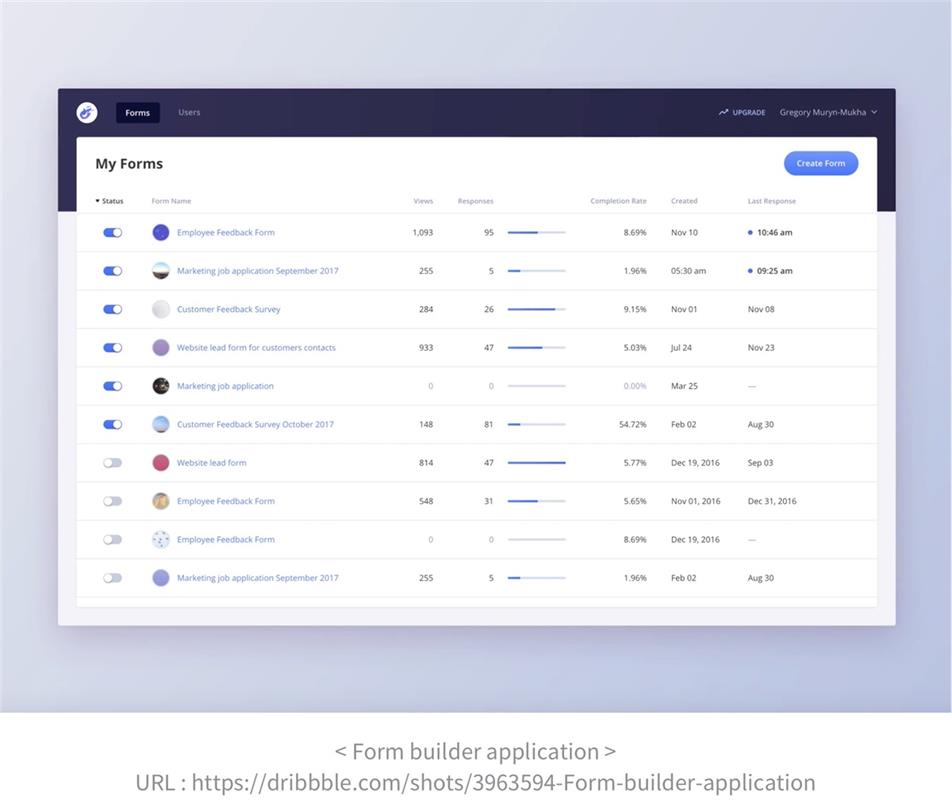 Forms Users UPGRADE Gregory Muryn-Mukha
My Forms Create Form
Status Form Name Views Responses Completion Rate Created Last Response
Employee Feedback Form 1,093 95 8.69% Nov 10 10:46 am
Marketing job application September 2017 255 5 1.96% 05:30 am 09:25 am
Customer Feedback Survey 284 26 9.15% Nov 01 Nov 08
Website lead form for customers contacts 933 47 5.03% Jul 24 Nov 23
Marketing job application 0 0 0.00% Mar 25 —
Customer Feedback Survey October 2017 148 81 54.72% Feb 02 Aug 30
Website lead form 814 47 5.77% Dec 19, 2016 Sep 03
Employee Feedback Form 548 31 5.65% Nov 01, 2016 Dec 31, 2016
Employee Feedback Form 0 0 8.69% Dec 19, 2016 —
Marketing job application September 2017 255 5 1.96% Feb 02 Aug 30
< Form builder application >
URL : https://dribbble.com/shots/3963594-Form-builder-application